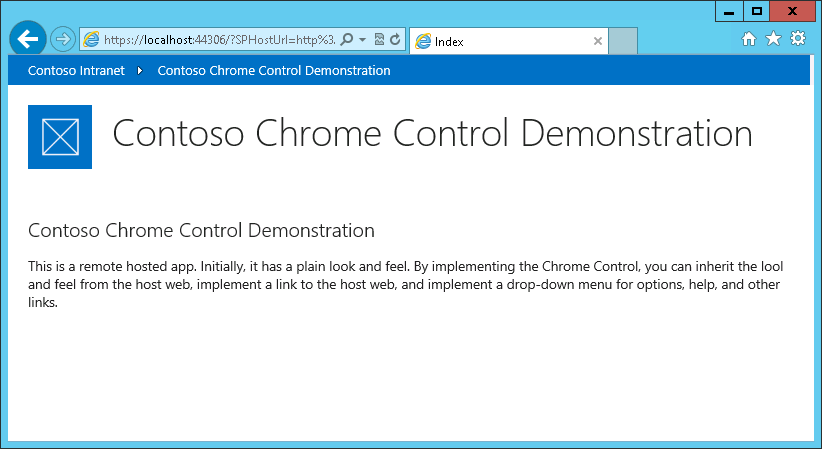 https://localhost:44306/?SPHostUrl=http%3.
Index
Contoso Intranet
Contoso Chrome Control Demonstration
Contoso Chrome Control Demonstration
Contoso Chrome Control Demonstration
This is a remote hosted app. Initially, it has a plain look and feel. By implementing the Chrome Control, you can inherit the lool
and feel from the host web, implement a link to the host web, and implement a drop-down menu for options, help, and other
links.